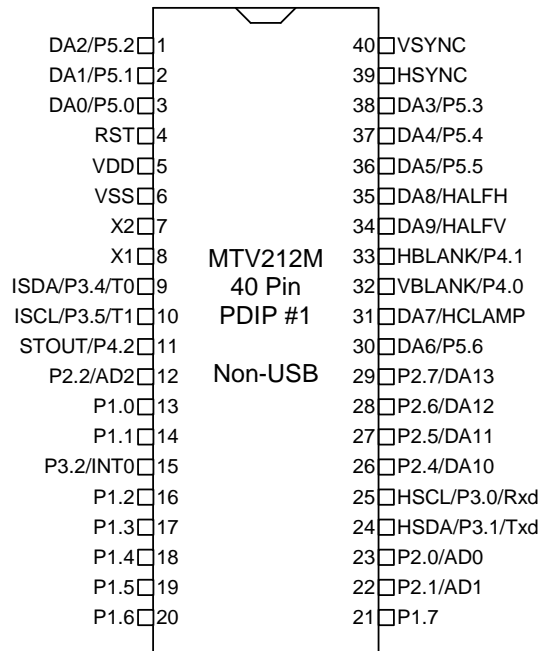 DA2/P5.2 1 40 VSYNC
DA1/P5.1 2 39 HSYNC
DA0/P5.0 3 38 DA3/P5.3
RST 4 37 DA4/P5.4
VDD 5 36 DA5/P5.5
VSS 6 35 DA8/HALFH
X2 7 34 DA9/HALFV
X1 8 MTV212M 33 HBLANK/P4.1
ISDA/P3.4/T0 9 40 Pin 32 VBLANK/P4.0
ISCL/P3.5/T1 10 PDIP #1 31 DA7/HCLAMP
STOUT/P4.2 11 30 DA6/P5.6
P2.2/AD2 12 Non-USB 29 P2.7/DA13
P1.0 13 28 P2.6/DA12
P1.1 14 27 P2.5/DA11
P3.2/INT0 15 26 P2.4/DA10
P1.2 16 25 HSCL/P3.0/Rxd
P1.3 17 24 HSDA/P3.1/Txd
P1.4 18 23 P2.0/AD0
P1.5 19 22 P2.1/AD1
P1.6 20 21 P1.7